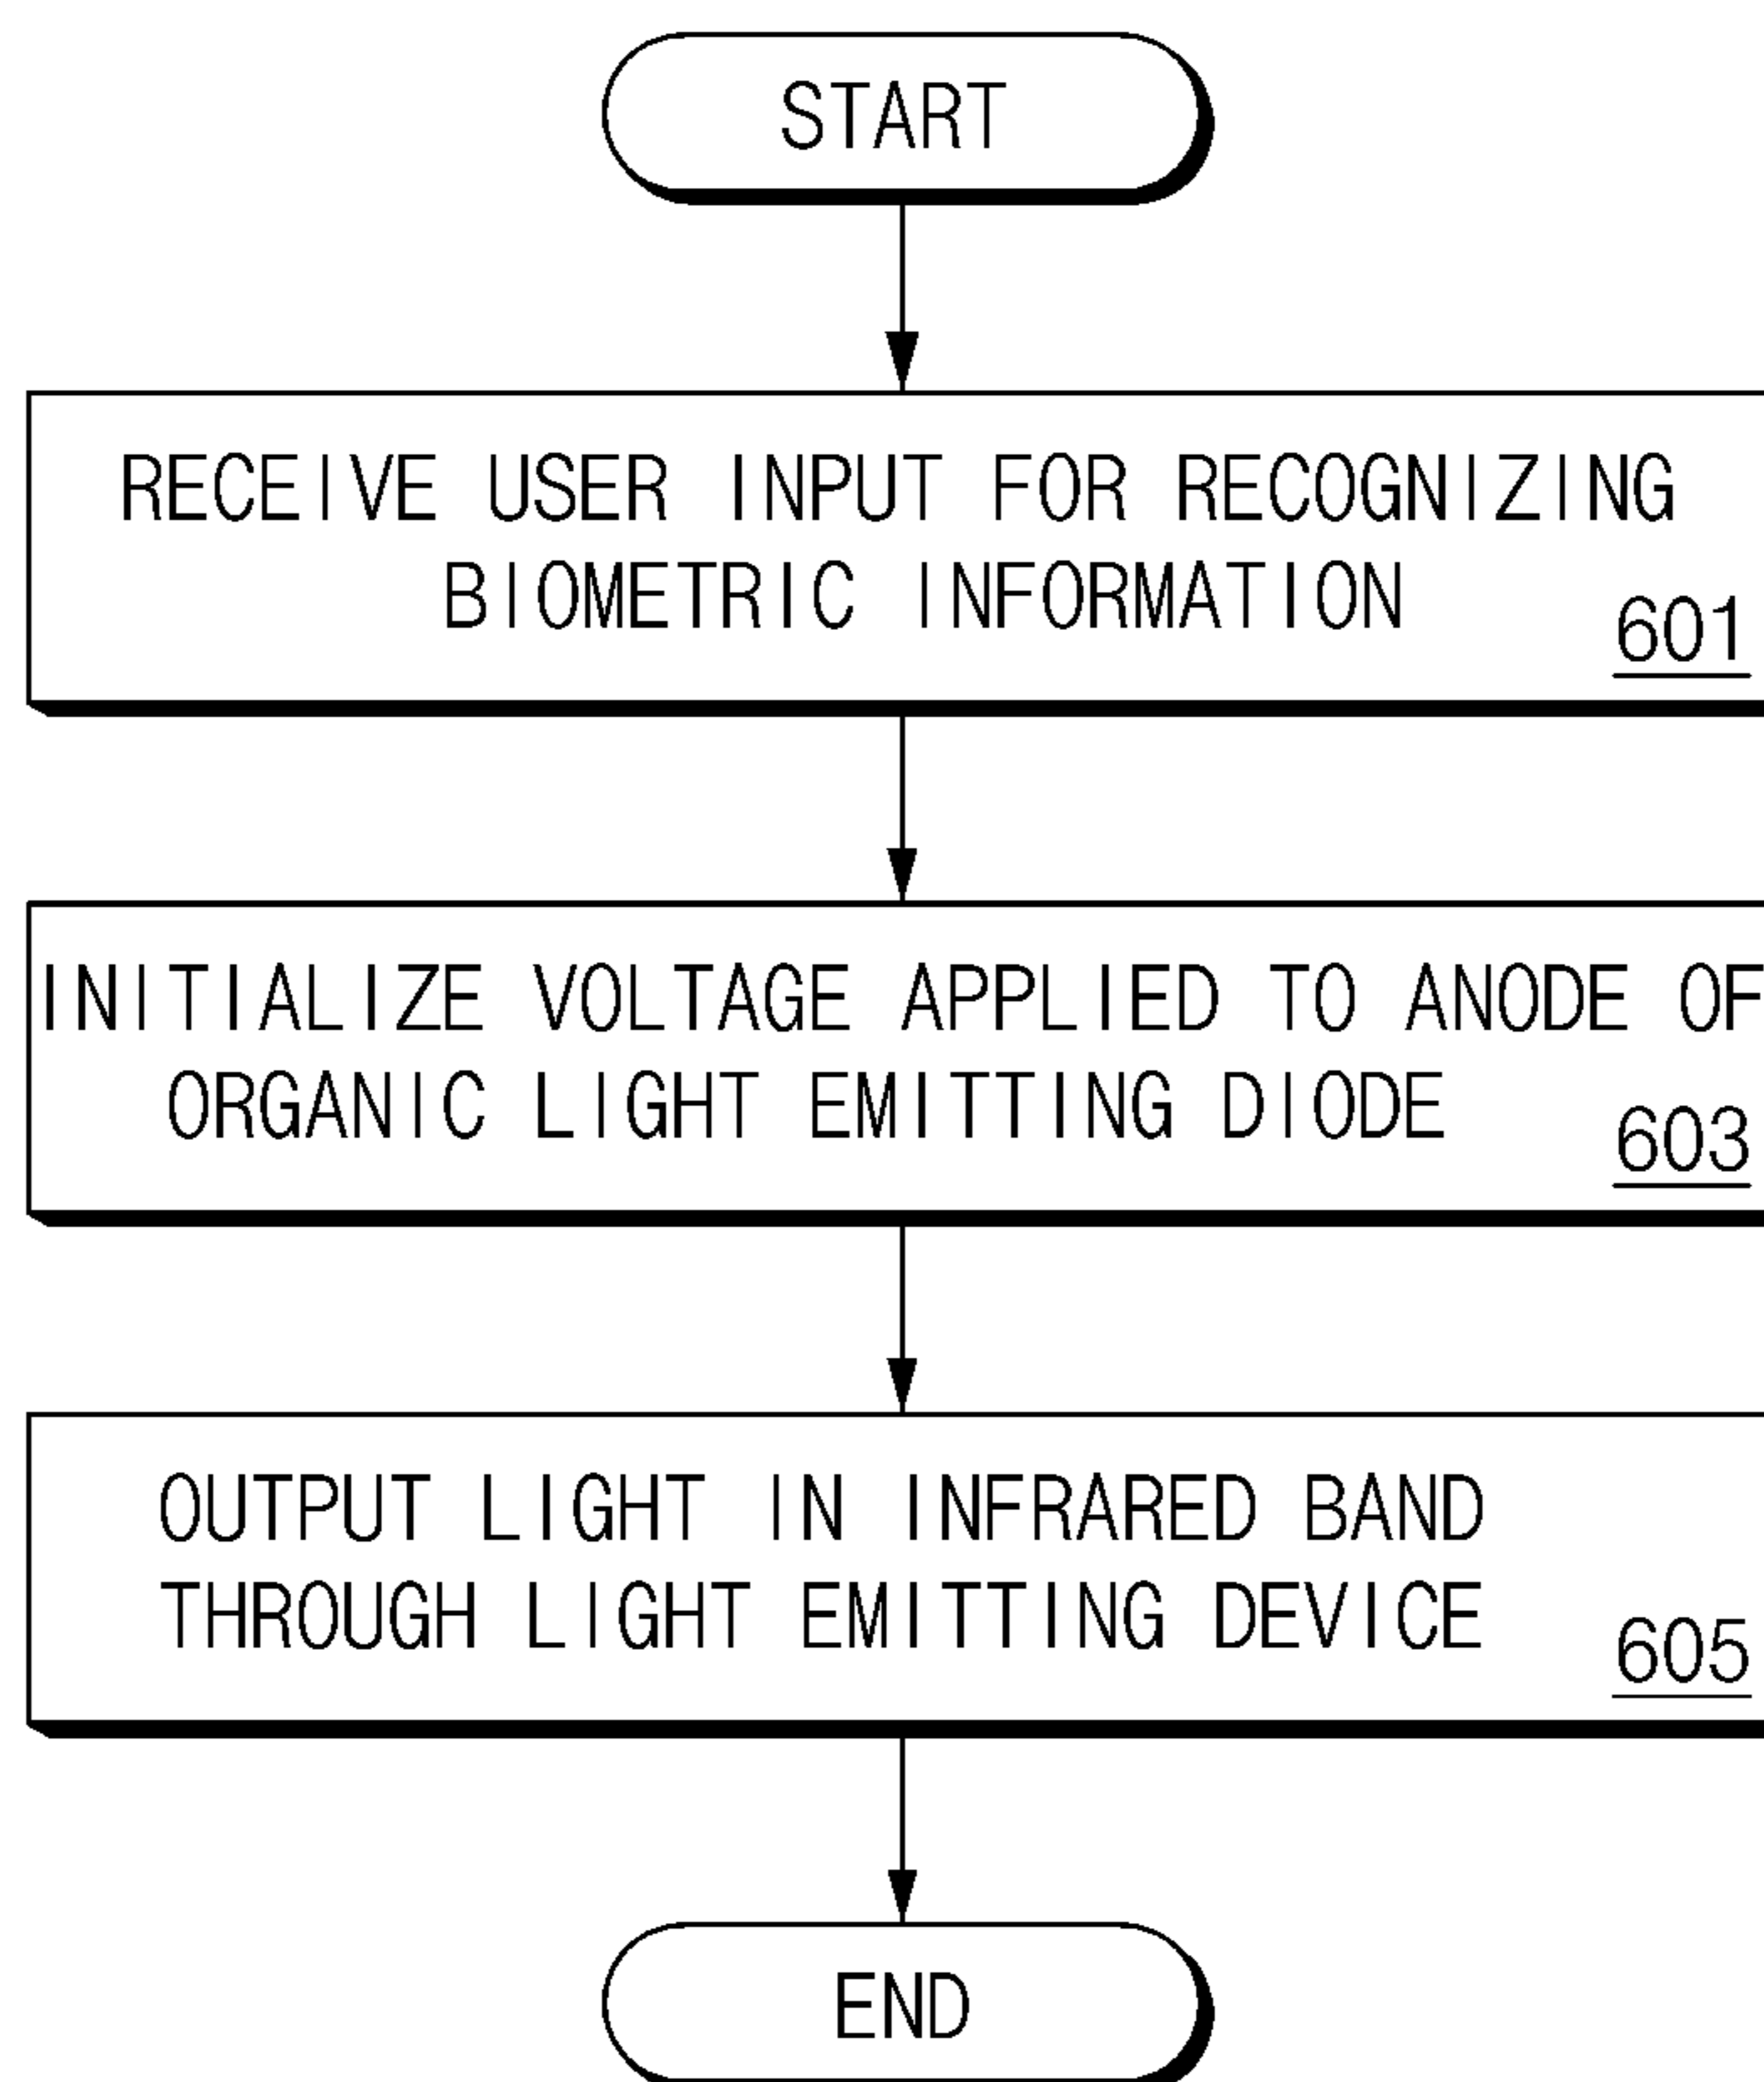 START
RECEIVE USER INPUT FOR RECOGNIZING
BIOMETRIC INFORMATION
601
INITIALIZE VOLTAGE APPLIED TO ANODE OF
ORGANIC LIGHT EMITTING DIODE
603
OUTPUT LIGHT IN INFRARED BAND
THROUGH LIGHT EMITTING DEVICE
605
END